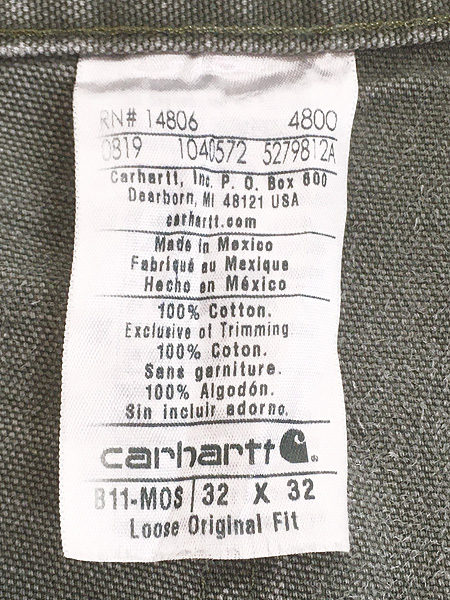 RN# 14806 4800
0819 1040572 5279812A
Carhartt, Inc. P. O. Box 600
Dearborn, MI 48121 USA
carhartt.com
Made in Mexico
Fabriqué au Mexique
Hecho en México
100% Cotton.
Exclusive of Trimming
100% Coton.
Sans garniture.
100% Algodón.
Sin incluir adorno.
carhartt
B11-MOS 32 X 32
Loose Original Fit